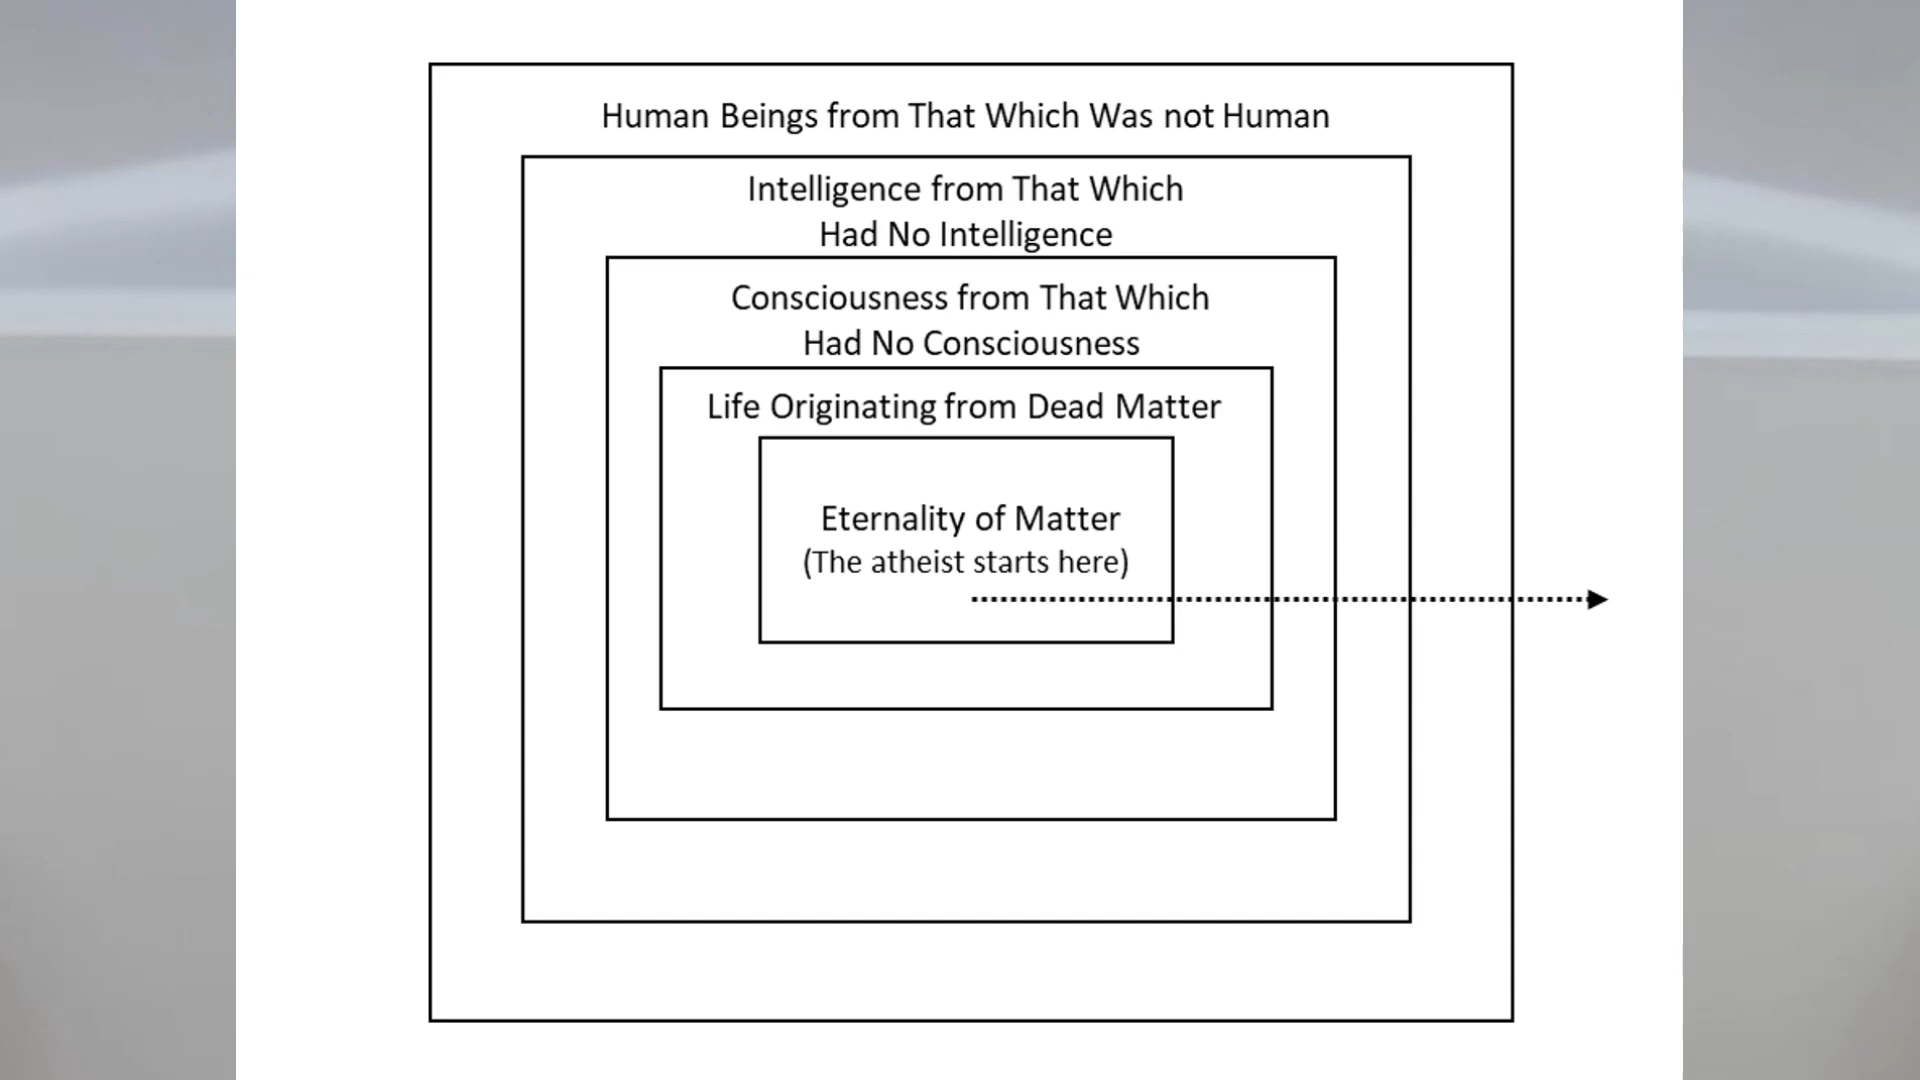 Human Beings from That Which Was not Human
Intelligence from That Which
Had No Intelligence
Consciousness from That Which
Had No Consciousness
Life Originating from Dead Matter
Eternality of Matter
(The atheist starts here)